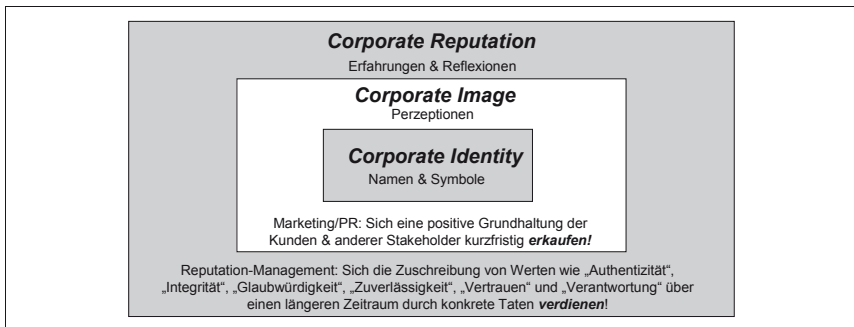 Corporate Reputation
Erfahrungen & Reflexionen
Corporate Image
Perzeptionen
Corporate Identity
Namen & Symbole
Marketing/PR: Sich eine positive Grundhaltung der
Kunden & anderer Stakeholder kurzfristig erkaufen!
Reputation-Management: Sich die Zuschreibung von Werten wie „Authentizität“,
„Integrität“, „Glaubwürdigkeit“, „Zuverlässigkeit“, „Vertrauen“ und „Verantwortung“ über
einen längeren Zeitraum durch konkrete Taten verdienen!